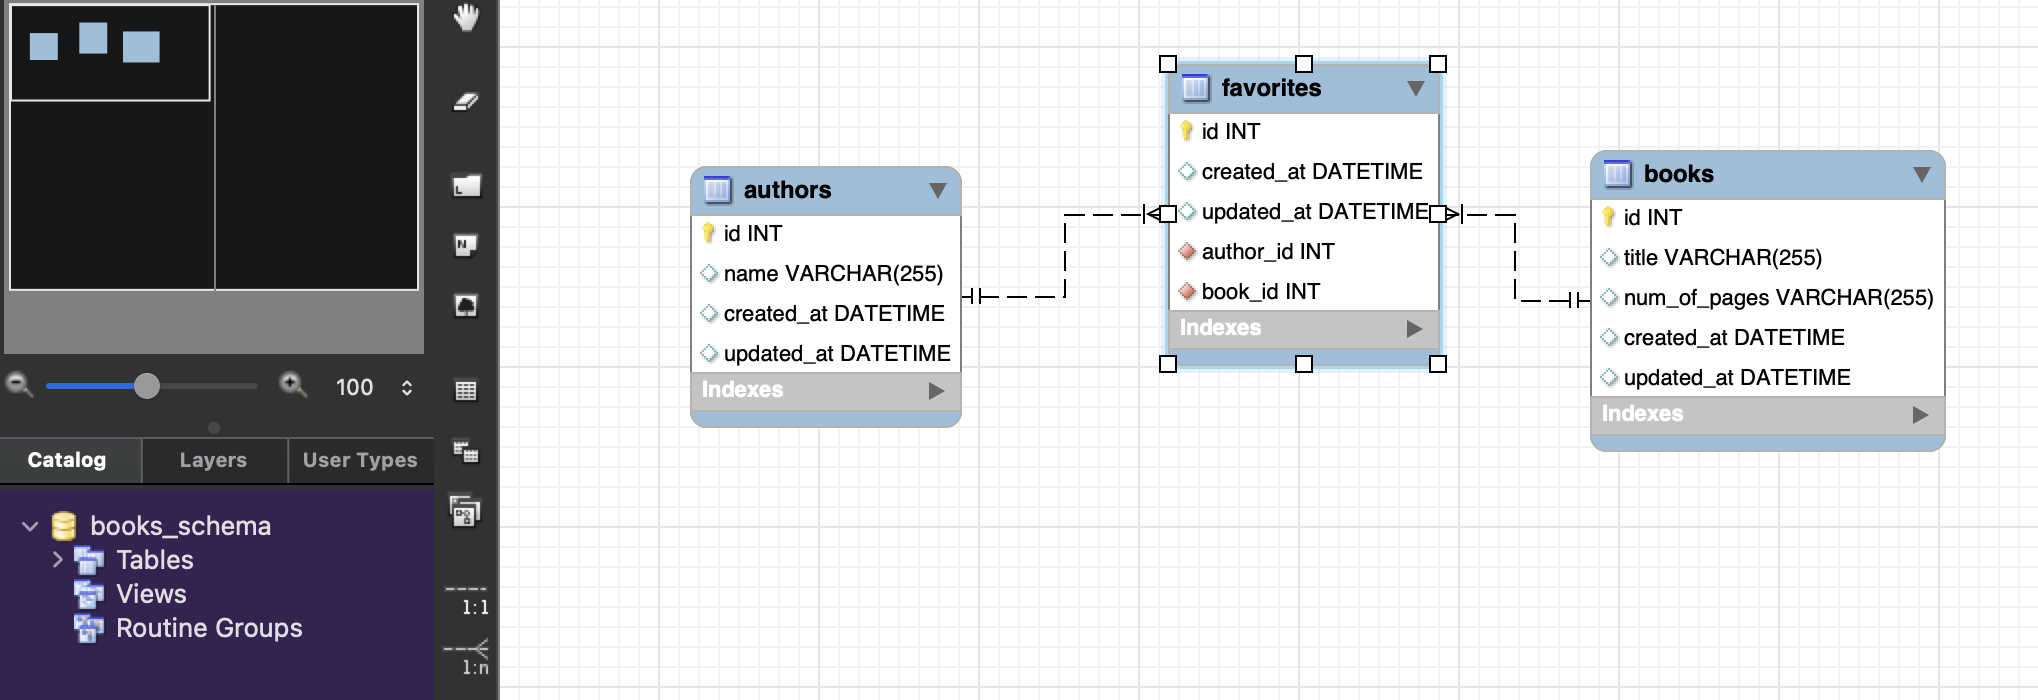 100
Catalog
Layers
User Types
books_schema
Tables
Views
Routine Groups
L
N
1:1
1:n
authors
id INT
name VARCHAR(255)
created_at DATETIME
updated_at DATETIME
Indexes
favorites
id INT
created_at DATETIME
updated_at DATETIME
author_id INT
book_id INT
Indexes
books
id INT
title VARCHAR(255)
num_of_pages VARCHAR(255)
created_at DATETIME
updated_at DATETIME
Indexes